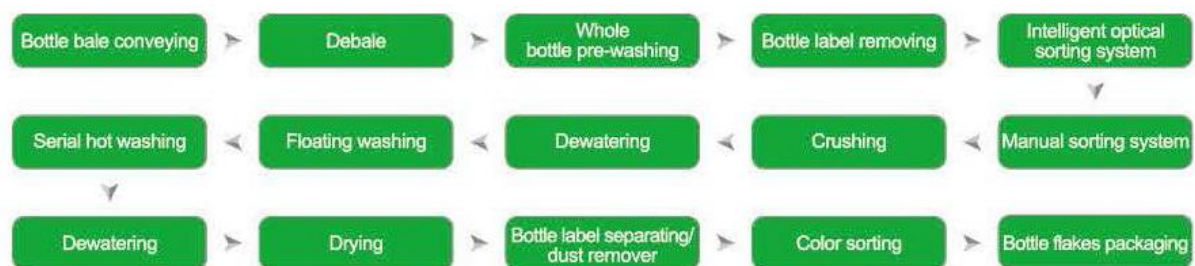 Bottle bale conveying
Debale
Whole
bottle pre-washing
Bottle label removing
Intelligent optical
sorting system
Manual sorting system
Crushing
Dewatering
Floating washing
Serial hot washing
Dewatering
Drying
Bottle label separating/
dust remover
Color sorting
Bottle flakes packaging